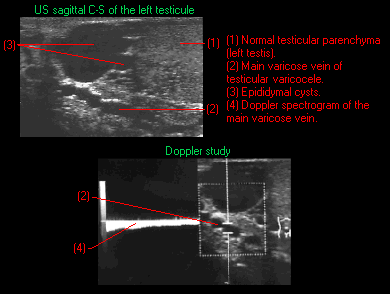 US sagittal C-S of the left testicule
(3)
(1)
(2)
(1) Normal testicular parenchyma
(left testis).
(2) Main varicose vein of
testicular varicocele.
(3) Epididymal cysts.
(4) Doppler spectrogram of the
main varicose vein.
Doppler study
(2)
(4)